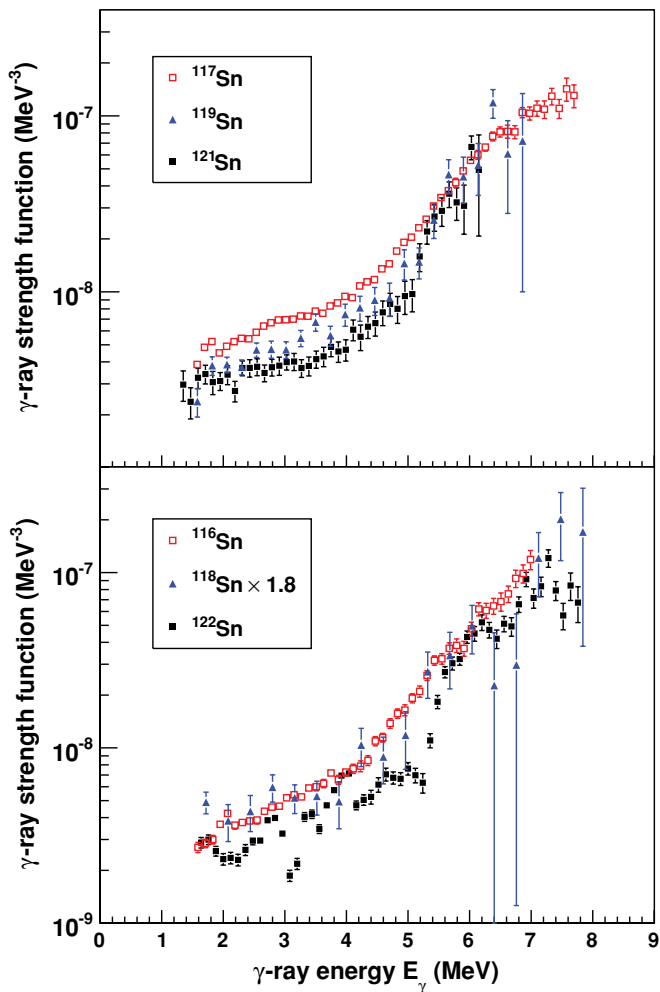 γ-ray strength function (MeV⁻³)
10⁻⁷
10⁻⁸
¹¹⁷Sn
¹¹⁹Sn
¹²¹Sn
γ-ray strength function (MeV⁻³)
10⁻⁷
10⁻⁸
10⁻⁹
¹¹⁶Sn
¹¹⁸Sn × 1.8
¹²²Sn
0 1 2 3 4 5 6 7 8 9
γ-ray energy E_γ (MeV)